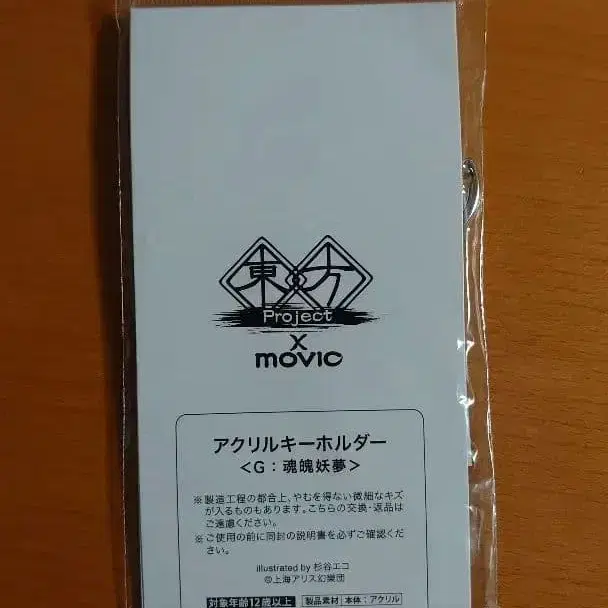 東方
Project
X
movic
アクリルキーホルダー
<G：魂魄妖夢>
※製造工程の都合上、やむを得ない微細なキズ
が入るものもあります。こちらの交換・返品は
ご遠慮ください。
※ご使用の前に同封の説明書を必ずご確認くだ
さい。
illustrated by 杉谷エコ
©上海アリス幻樂団
対象年齢12歳以上 製品素材 本体：アクリル